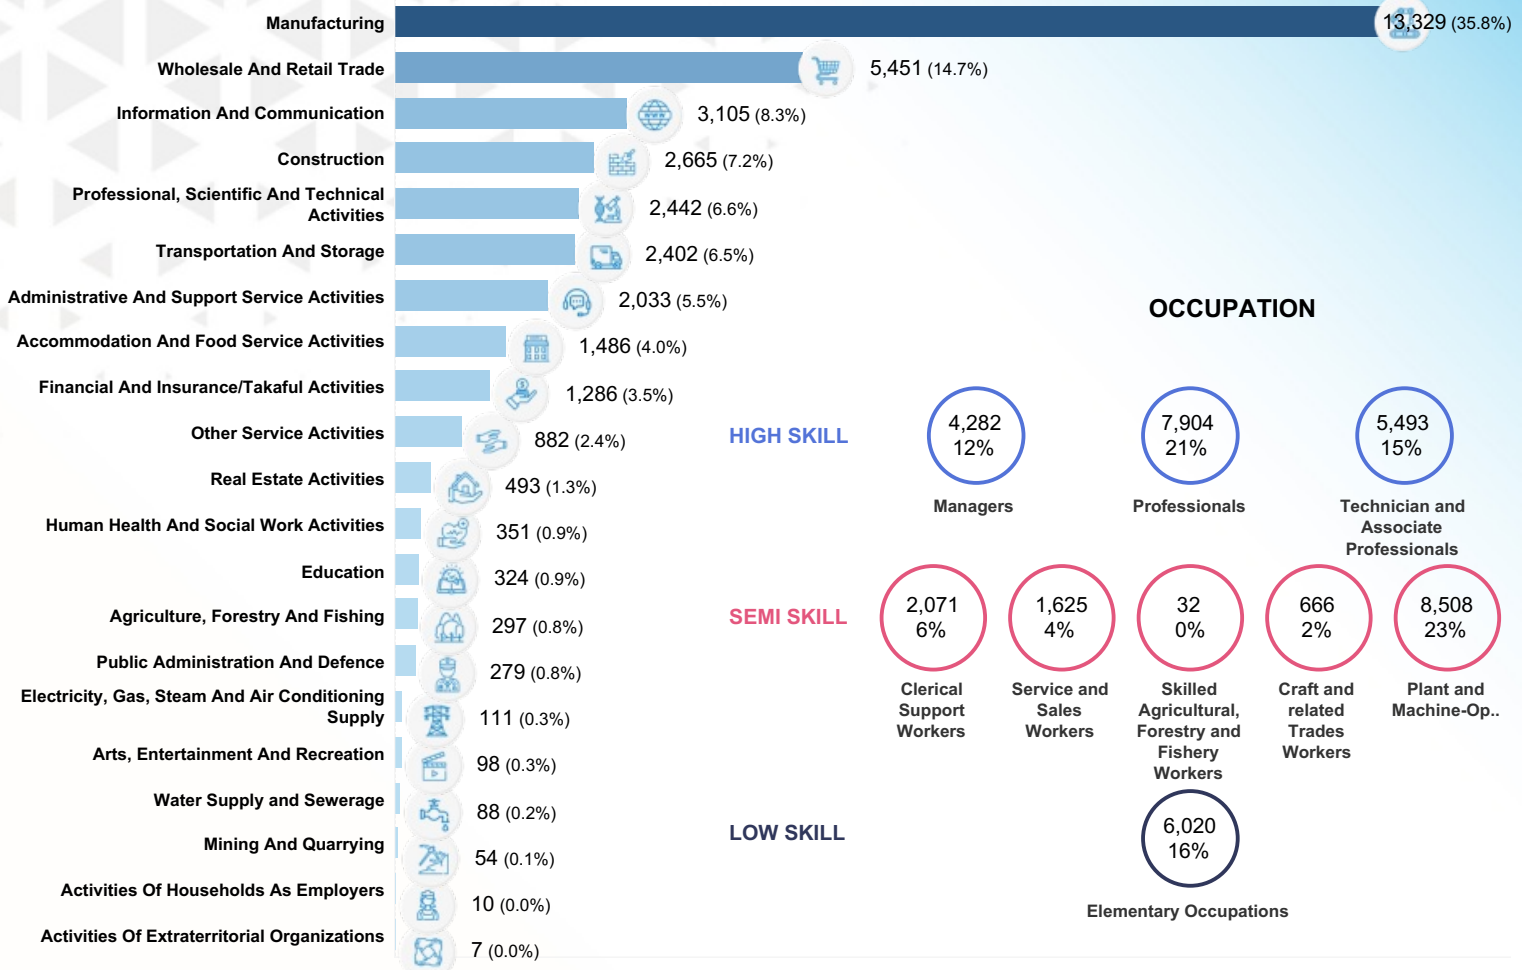 Manufacturing
13,329 (35.8%)
Wholesale And Retail Trade
5,451 (14.7%)
Information And Communication
3,105 (8.3%)
Construction
2,665 (7.2%)
Professional, Scientific And Technical
Activities
2,442 (6.6%)
Transportation And Storage
2,402 (6.5%)
Administrative And Support Service Activities
2,033 (5.5%)
Accommodation And Food Service Activities
1,486 (4.0%)
Financial And Insurance/Takaful Activities
1,286 (3.5%)
Other Service Activities
882 (2.4%)
Real Estate Activities
493 (1.3%)
Human Health And Social Work Activities
351 (0.9%)
Education
324 (0.9%)
Agriculture, Forestry And Fishing
297 (0.8%)
Public Administration And Defence
279 (0.8%)
Electricity, Gas, Steam And Air Conditioning
Supply
111 (0.3%)
Arts, Entertainment And Recreation
98 (0.3%)
Water Supply and Sewerage
88 (0.2%)
Mining And Quarrying
54 (0.1%)
Activities Of Households As Employers
10 (0.0%)
Activities Of Extraterritorial Organizations
7 (0.0%)
OCCUPATION
HIGH SKILL
4,282
12%
Managers
7,904
21%
Professionals
5,493
15%
Technician and
Associate
Professionals
SEMI SKILL
2,071
6%
Clerical
Support
Workers
1,625
4%
Service and
Sales
Workers
32
0%
Skilled
Agricultural,
Forestry and
Fishery
Workers
666
2%
Craft and
related
Trades
Workers
8,508
23%
Plant and
Machine-Op..
LOW SKILL
6,020
16%
Elementary Occupations